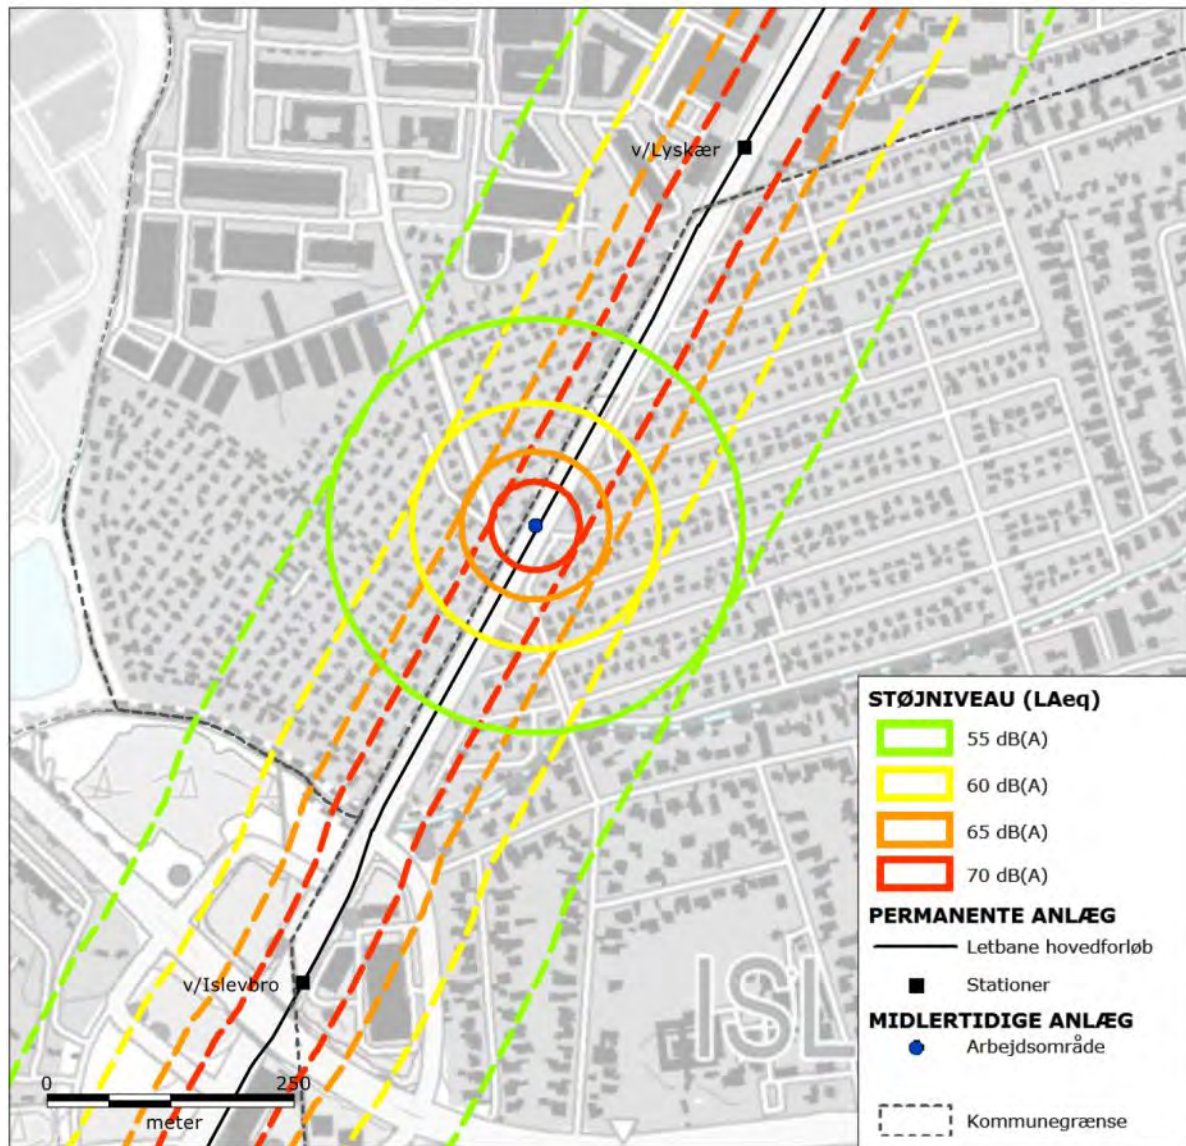 v/Lyskær
STØJNIVEAU (LAeq)
55 dB(A)
60 dB(A)
65 dB(A)
70 dB(A)
PERMANENTE ANLÆG
Letbane hovedforløb
v/Islevbro
Stationer
ISL
MIDLERTIDIGE ANLÆG
Arbejdsområde
0 250
meter
Kommunegrænse